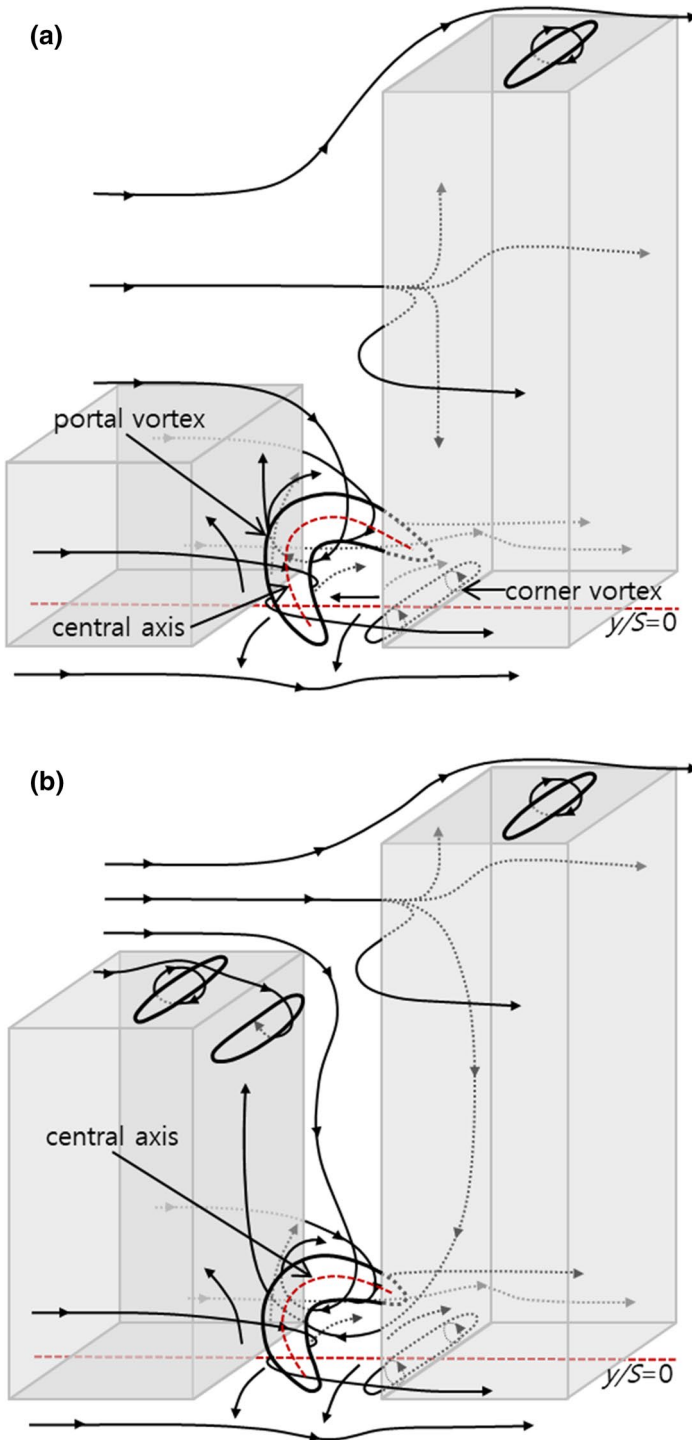 (a)
portal vortex
corner vortex
central axis
y/S=0
(b)
central axis
y/S=0